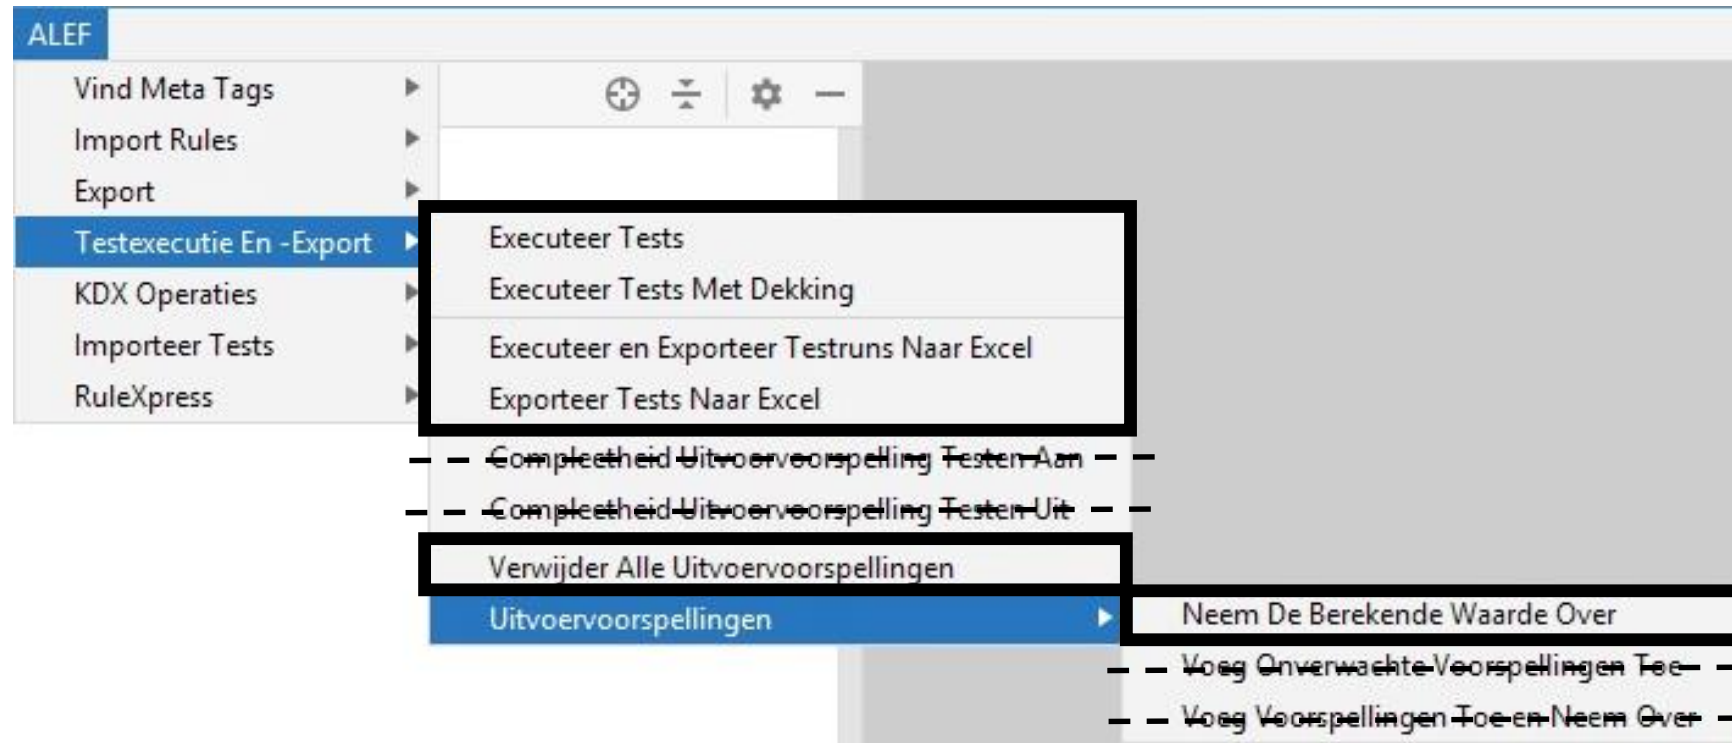 ALEF
Vind Meta Tags
Import Rules
Export
Testexecutie En -Export
KDX Operaties
Importeer Tests
RuleXpress
Executeer Tests
Executeer Tests Met Dekking
Executeer en Exporteer Testruns Naar Excel
Exporteer Tests Naar Excel
Compleetheid Uitvoorvoorspelling Testen Aan
Compleetheid Uitvoorvoorspelling Testen Uit
Verwijder Alle Uitvoervoorspellingen
Uitvoervoorspellingen
Neem De Berekende Waarde Over
Voeg Onverwachte Voorspellingen Toe
Voeg Voorspellingen Toe en Neem Over